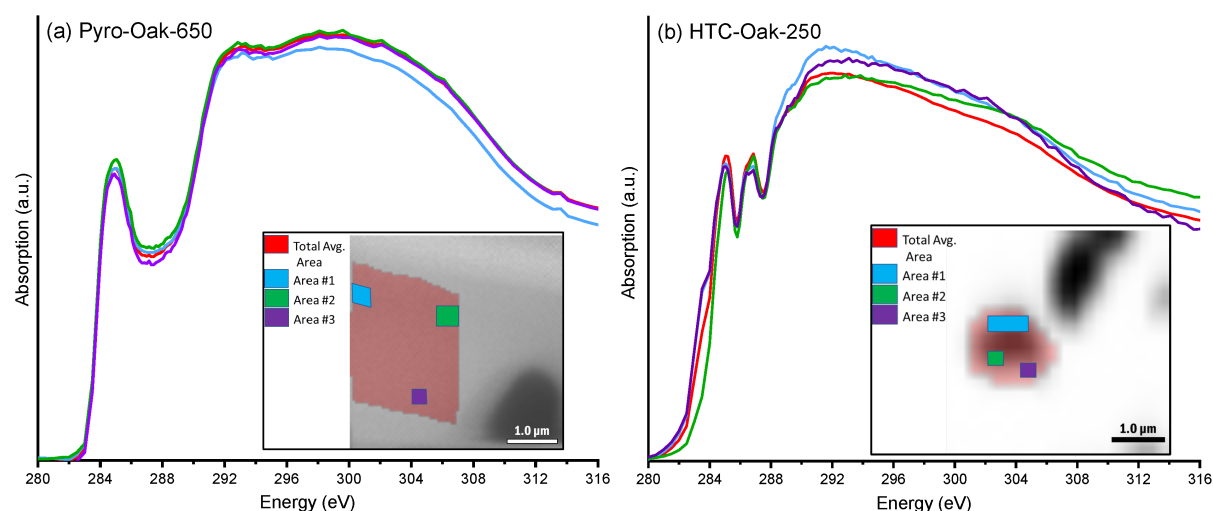 (a) Pyro-Oak-650
Absorption (a.u.)
Total Avg.
Area
Area #1
Area #2
Area #3
1.0 µm
280 284 288 292 296 300 304 308 312 316
Energy (eV)
(b) HTC-Oak-250
Absorption (a.u.)
Total Avg.
Area
Area #1
Area #2
Area #3
1.0 µm
280 284 288 292 296 300 304 308 312 316
Energy (eV)